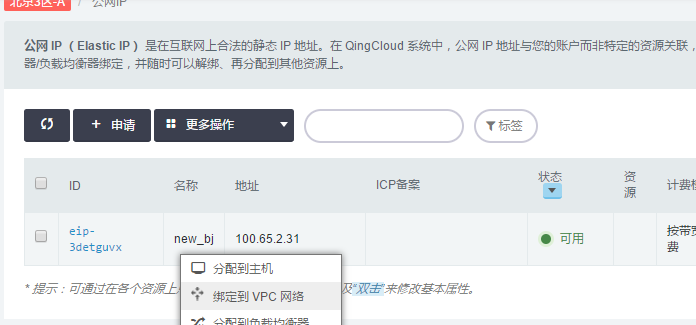 北京3区-A / 公网IP
公网 IP （ Elastic IP ） 是在互联网上合法的静态 IP 地址。在 QingCloud 系统中，公网 IP 地址与您的账户而非特定的资源关联，
器/负载均衡器绑定，并随时可以解绑、再分配到其他资源上。
申请 更多操作 标签
ID 名称 地址 ICP备案 状态 资源 计费模
eip-3detguvx new_bj 100.65.2.31 可用 按带宽费
分配到主机
* 提示：可通过在各个资源上 及“双击”来修改基本属性。
绑定到 VPC 网络
分配到负载均衡器